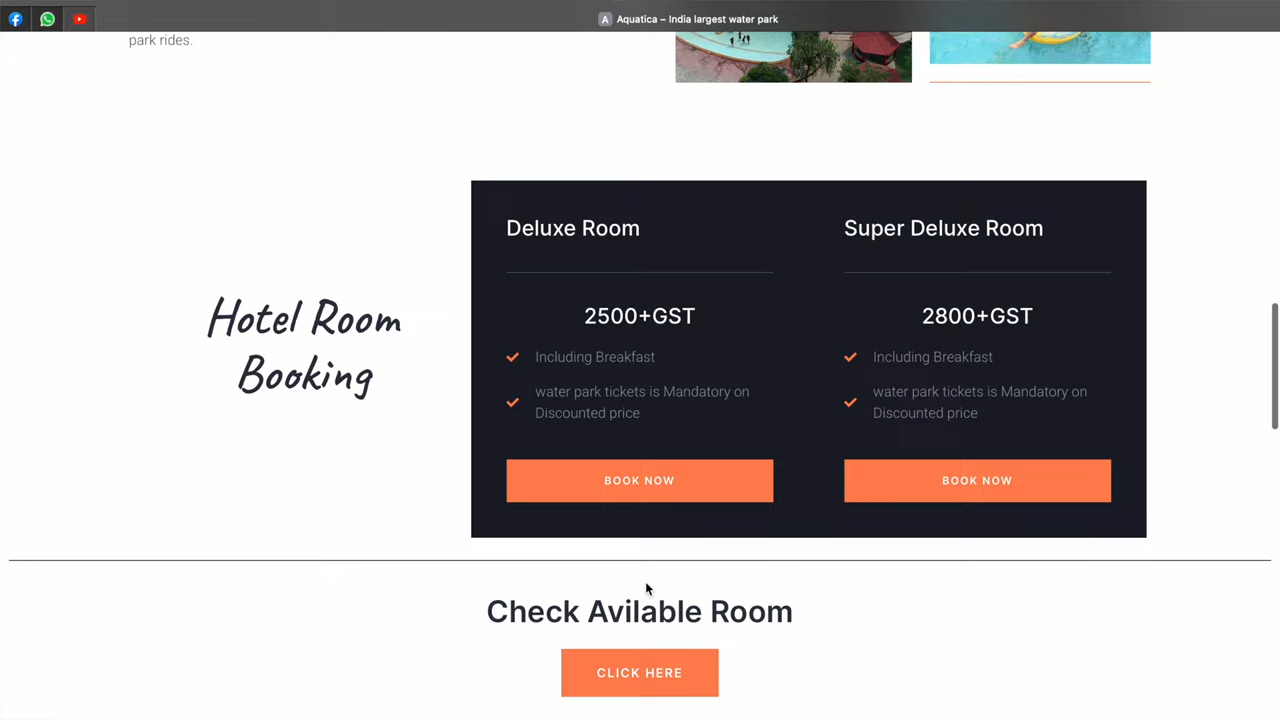 A Aquatica – India largest water park
park rides.
Hotel Room
Booking
Deluxe Room
2500+GST
Including Breakfast
water park tickets is Mandatory on
Discounted price
BOOK NOW
Super Deluxe Room
2800+GST
Including Breakfast
water park tickets is Mandatory on
Discounted price
BOOK NOW
Check Avilable Room
CLICK HERE